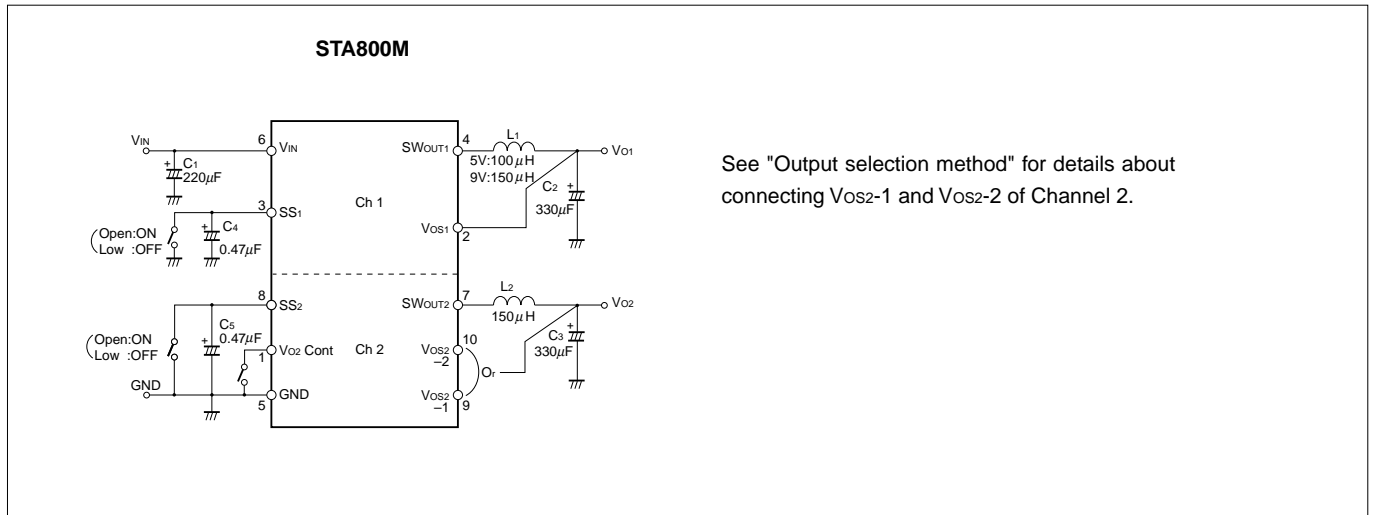 STA800M
VIN
6
VIN
C1
+
220μF
3
SS1
C4
+
0.47μF
(Open:ON
Low :OFF
Ch 1
SWOUT1
4
L1
5V:100μH
9V:150μH
VO1
C2
+
330μF
VOS1
2
8
SS2
C5
+
0.47μF
(Open:ON
Low :OFF
1
VO2 Cont
Ch 2
GND
5
GND
SWOUT2
7
L2
150μH
VO2
C3
+
330μF
10
VOS2
–2
Or
VOS2
–1
9
See "Output selection method" for details about
connecting VOS2-1 and VOS2-2 of Channel 2.